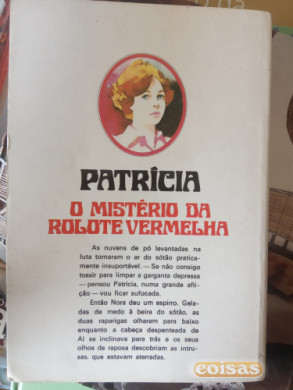 PATRÍCIA
O MISTÉRIO DA
ROLOTE VERMELHA
As nuvens de pó levantadas na
luta tornaram o ar do sótão pratica-
mente insuportável. — Se não consigo
tossir para limpar a garganta depressa
— pensou Patrícia, numa grande afli-
ção — vou ficar sufocada.
Então Nora deu um espirro. Gela-
das de medo à beira do sótão, as
duas raparigas olharam para baixo
enquanto a cabeça despenteada de
Al se inclinava para trás e os seus
olhos de raposa descobriam as intru-
sas, que estavam aterradas.
coisas